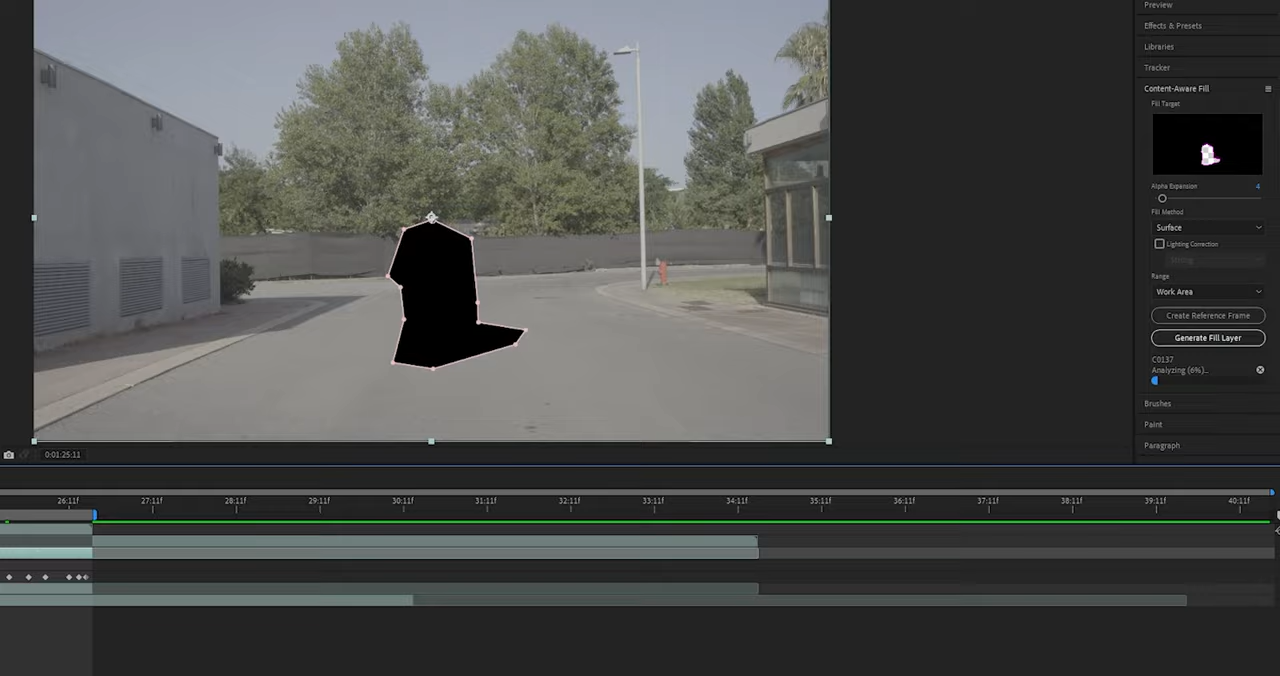 Preview
Effects & Presets
Libraries
Tracker
Content-Aware Fill
Fill Target
Alpha Expansion 4
Fill Method
Surface
Lighting Correction
Strong
Range
Work Area
Create Reference Frame
Generate Fill Layer
C0137
Analyzing (6%)...
Brushes
Paint
Paragraph
0:01:25:11
26:11f 27:11f 28:11f 29:11f 30:11f 31:11f 32:11f 33:11f 34:11f 35:11f 36:11f 37:11f 38:11f 39:11f 40:11f